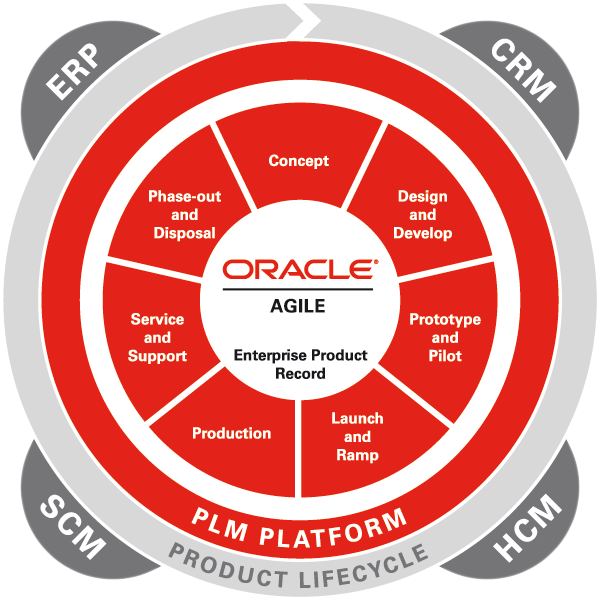 ERP
CRM
Concept
Design
and
Develop
Prototype
and
Pilot
Launch
and
Ramp
Production
Service
and
Support
Phase-out
and
Disposal
ORACLE®
AGILE
Enterprise Product
Record
PLM PLATFORM
PRODUCT LIFECYCLE
SCM
HCM